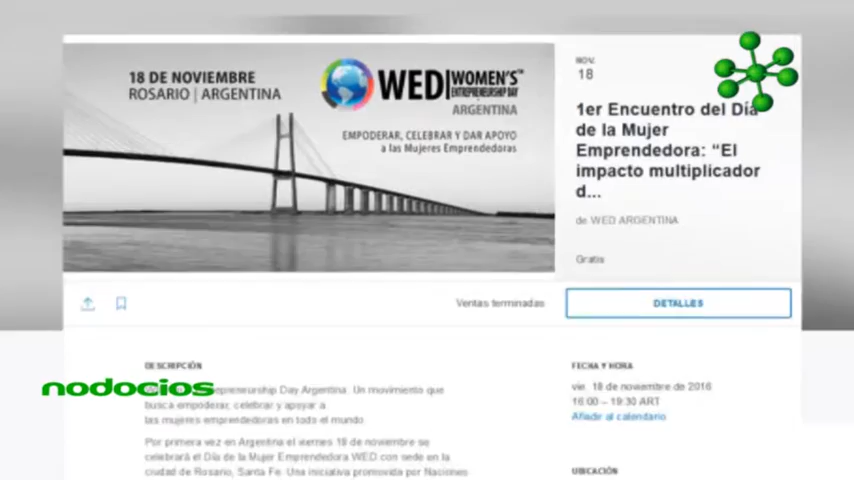 18 DE NOVIEMBRE
ROSARIO | ARGENTINA
WED|WOMEN'S™
ENTREPRENEURSHIP DAY
ARGENTINA
EMPODERAR, CELEBRAR Y DAR APOYO
a las Mujeres Emprendedoras
NOV.
18
1er Encuentro del Día
de la Mujer
Emprendedora: “El
impacto multiplicador
d...
de WED ARGENTINA
Gratis
Ventas terminadas
DETALLES
DESCRIPCIÓN
nodocios
epreneurship Day Argentina: Un movimiento que
busca empoderar, celebrar y apoyar a
las mujeres emprendedoras en todo el mundo
Por primera vez en Argentina el viernes 18 de noviembre se
celebrará el Día de la Mujer Emprendedora WED con sede en la
ciudad de Rosario, Santa Fe. Una iniciativa promovida por Naciones
FECHA Y HORA
vie. 18 de noviembre de 2016
16:00 – 19:30 ART
Añadir al calendario
UBICACIÓN